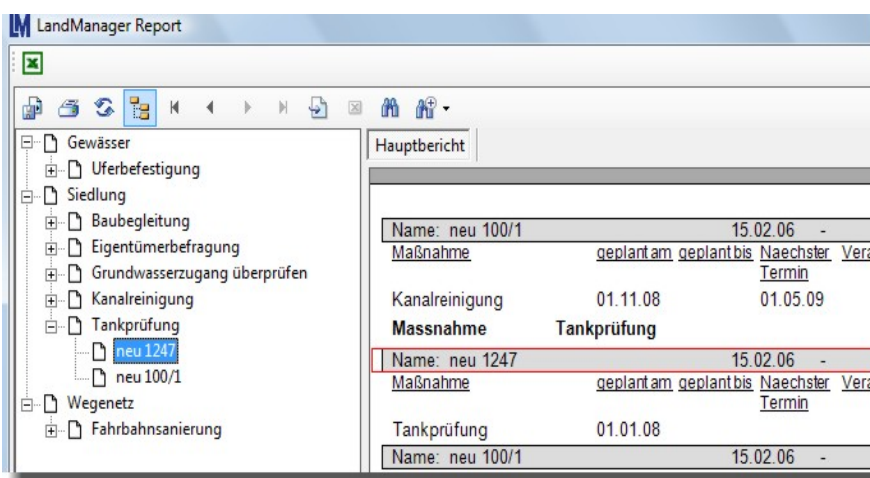 LM LandManager Report
Gewässer
Uferbefestigung
Siedlung
Baubegleitung
Eigentümerbefragung
Grundwasserzugang überprüfen
Kanalreinigung
Tankprüfung
neu 1247
neu 100/1
Wegenetz
Fahrbahnsanierung
Hauptbericht
Name: neu 100/1 15.02.06 -
Maßnahme geplant am geplant bis Naechster
Termin
Kanalreinigung 01.11.08 01.05.09
Massnahme Tankprüfung
Name: neu 1247 15.02.06 -
Maßnahme geplant am geplant bis Naechster
Termin
Tankprüfung 01.01.08
Name: neu 100/1 15.02.06 -